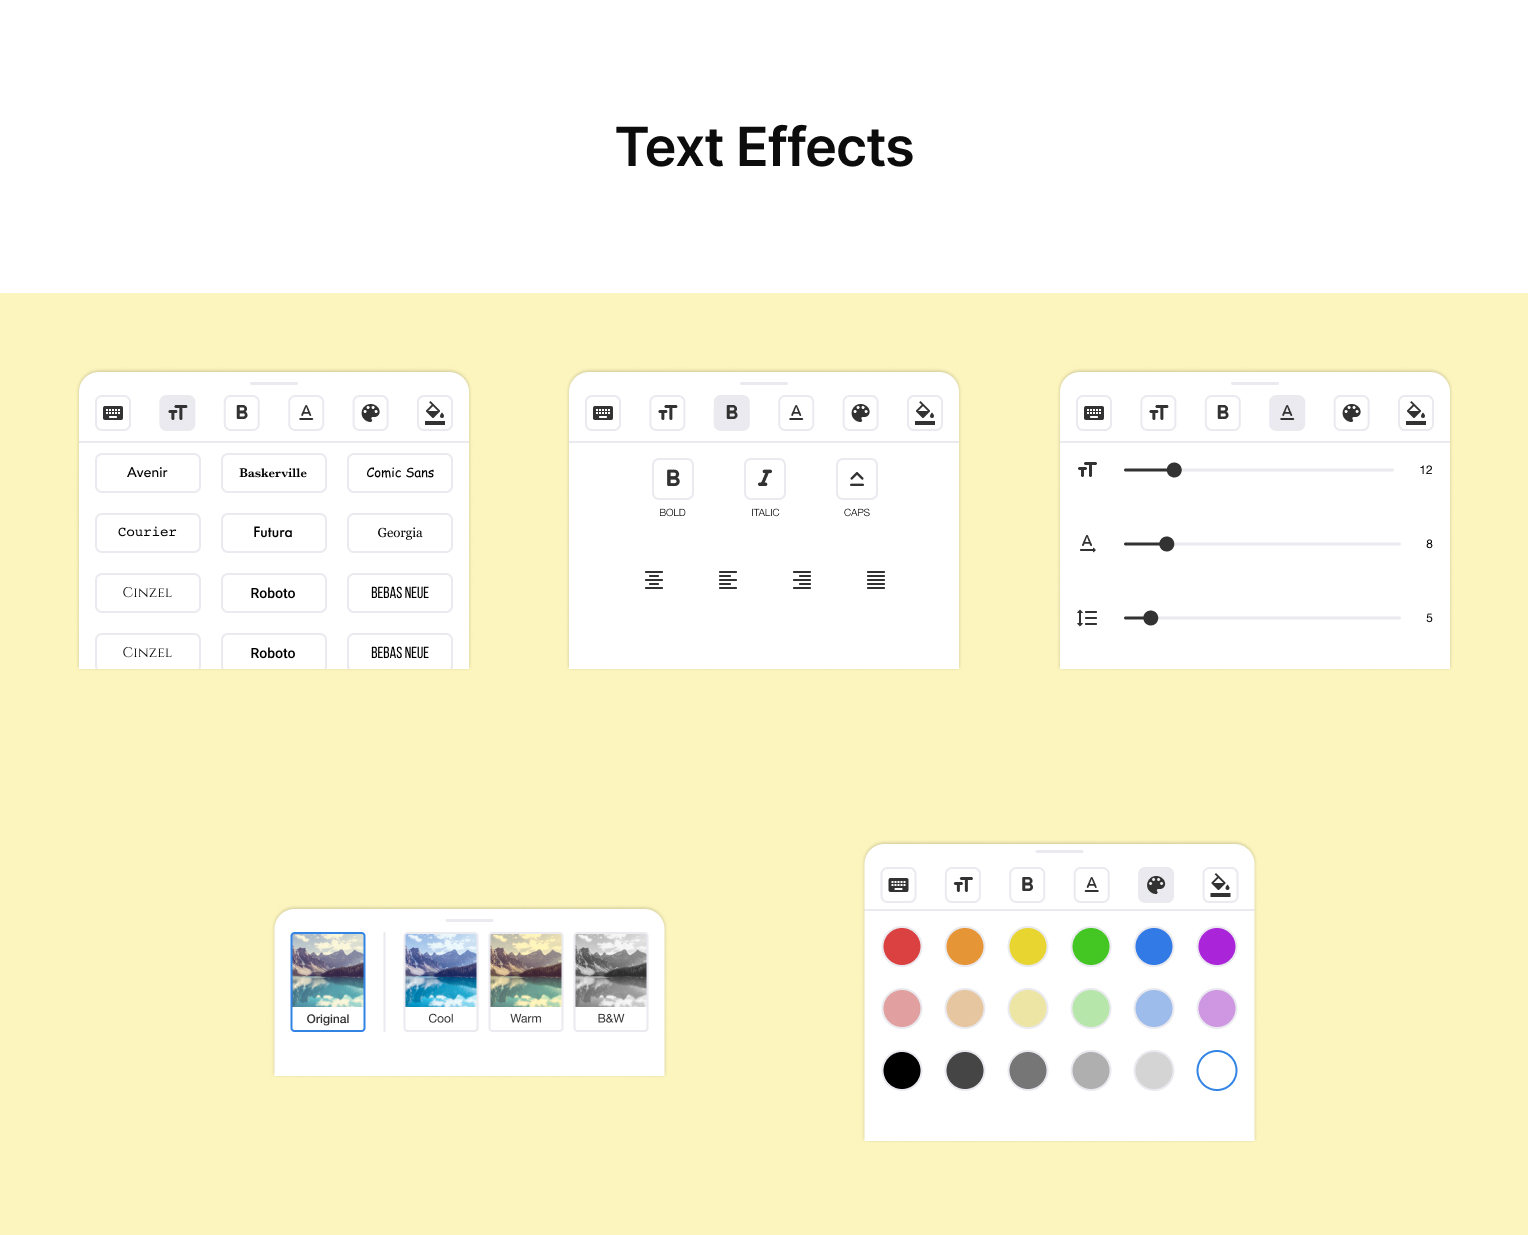 Text Effects
B
A
Avenir
Baskerville
Comic Sans
Courier
Futura
Georgia
CINZEL
Roboto
BEBAS NEUE
CINZEL
Roboto
BEBAS NEUE
B
A
B
I
BOLD
ITALIC
CAPS
B
A
12
A
8
5
Original
Cool
Warm
B&W
B
A